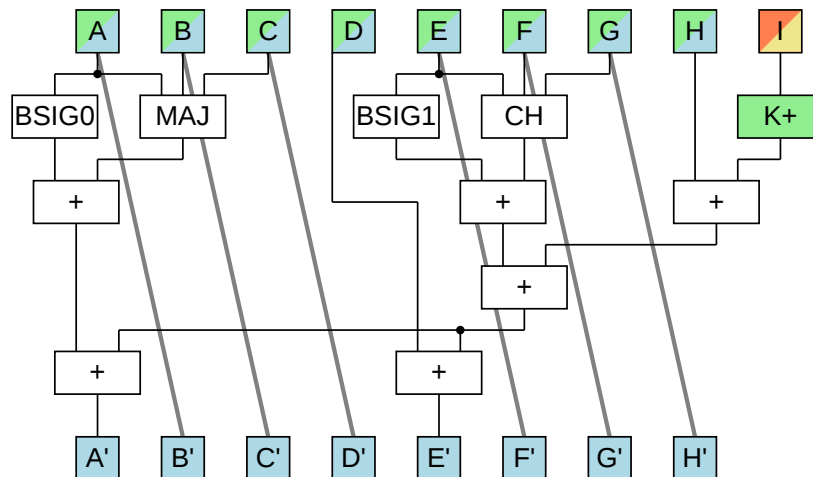 A B C D E F G H I
BSIG0 MAJ BSIG1 CH K+
+ + +
+
+ +
A' B' C' D' E' F' G' H'